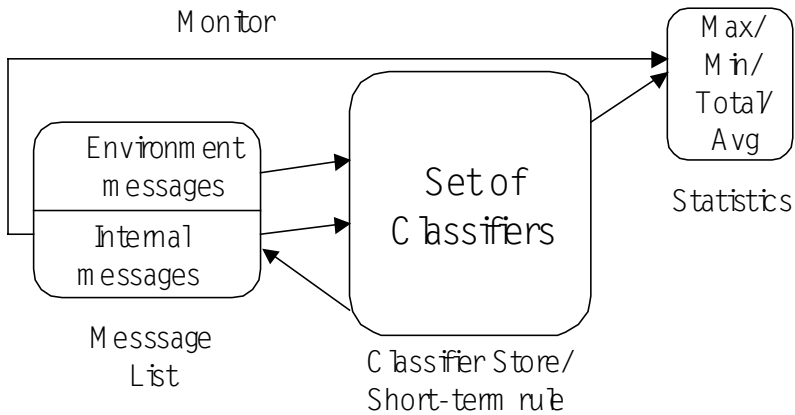 Monitor
Max/
Min/
Total/
Avg
Statistics
Environment
messages
Internal
messages
Messsage
List
Set of
Classifiers
Classifier Store/
Short-term rule